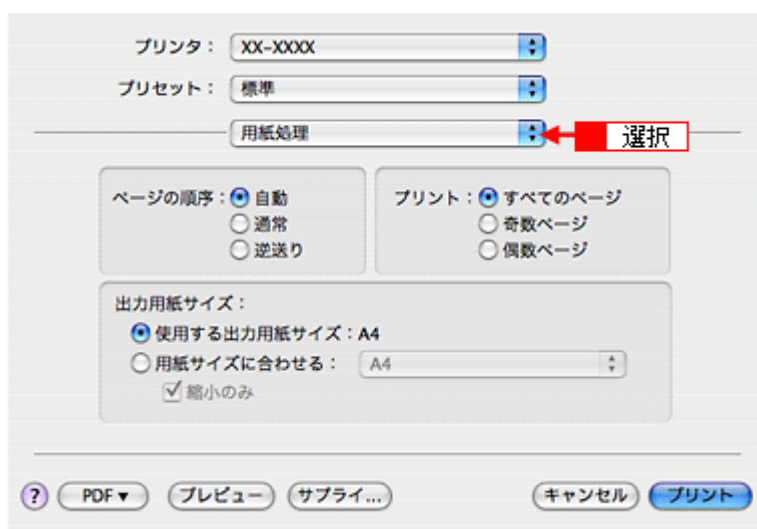 プリンタ： XX-XXXX
プリセット： 標準
用紙処理 選択
ページの順序：自動 プリント：すべてのページ
通常 奇数ページ
逆送り 偶数ページ
出力用紙サイズ：
使用する出力用紙サイズ：A4
用紙サイズに合わせる： A4
縮小のみ
? PDF▼ プレビュー サプライ... キャンセル プリント